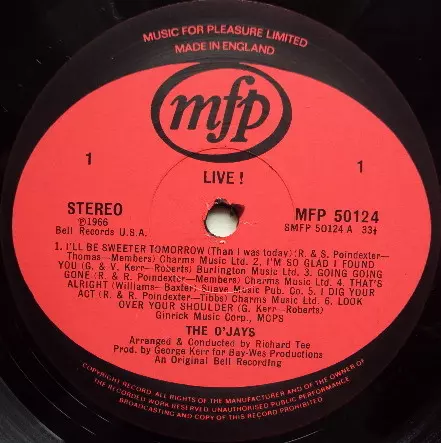 MUSIC FOR PLEASURE LIMITED
MADE IN ENGLAND
mfp
1
1
LIVE !
STEREO
℗1966
Bell Records U.S.A.
MFP 50124
SMFP 50124 A 33⅓
1. I'LL BE SWEETER TOMORROW (Than I was today) (R. & S. Poindexter-
Thomas-Members) Charms Music Ltd. 2. I'M SO GLAD I FOUND
YOU (G. & V. Kerr-Roberts) Burlington Music Ltd. 3. GOING GOING
GONE (R. & R. Poindexter-Members) Charms Music Ltd. 4. THAT'S
ALRIGHT (Williams-Baxter) Suave Music Pub. Co. 5. I DIG YOUR
ACT (R. & R. Poindexter-Tibbs) Charms Music Ltd. 6. LOOK
OVER YOUR SHOULDER (G. Kerr-Roberts)
Ginrick Music Corp., MCPS
THE O'JAYS
Arranged & Conducted by Richard Tee
Prod. by George Kerr for Bay-Wes Productions
An Original Bell Recording
COPYRIGHT RECORD. ALL RIGHTS OF THE MANUFACTURER AND OF THE OWNER OF
THE RECORDED WORK RESERVED. UNAUTHORISED PUBLIC PERFORMANCE
BROADCASTING AND COPYING OF THIS RECORD PROHIBITED